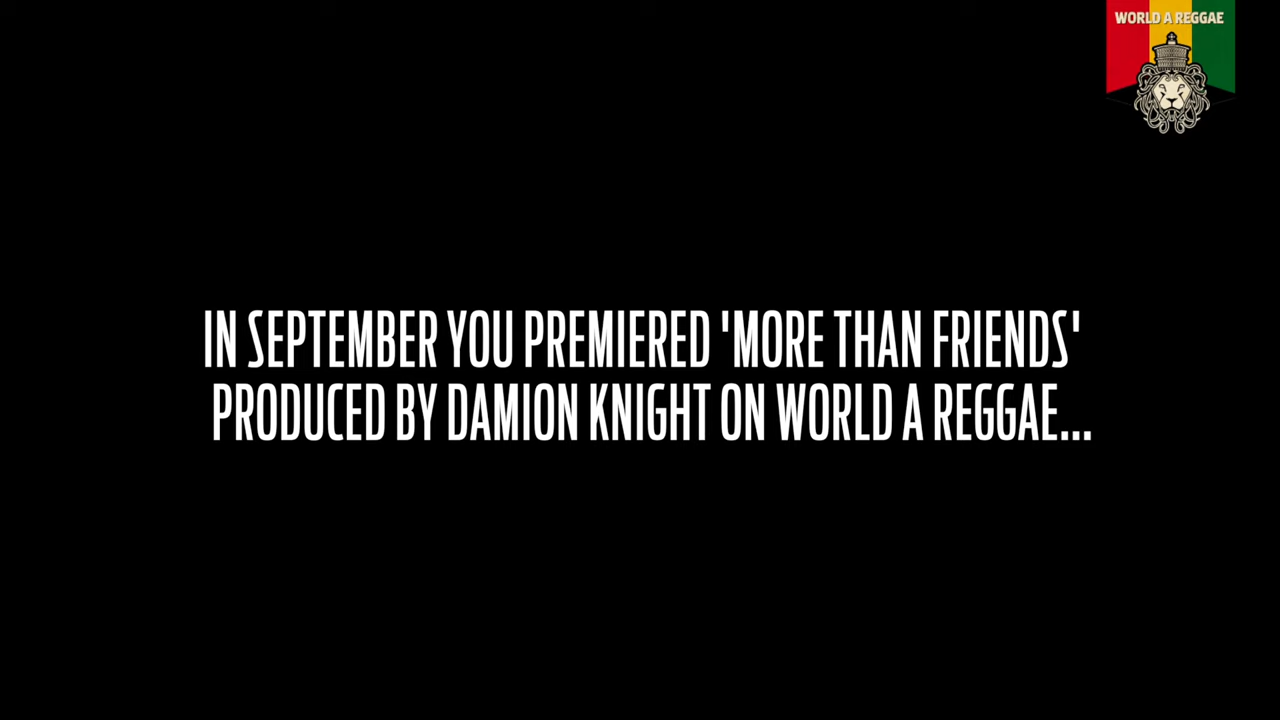 WORLD A REGGAE
IN SEPTEMBER YOU PREMIERED 'MORE THAN FRIENDS'
PRODUCED BY DAMION KNIGHT ON WORLD A REGGAE...